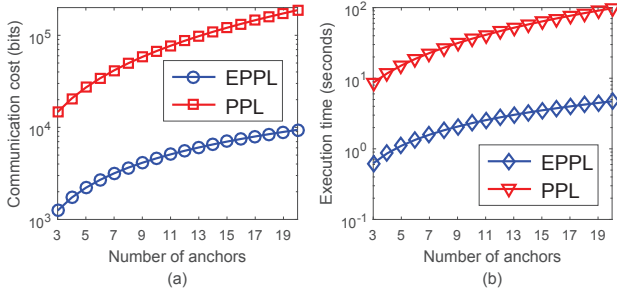 Communication cost (bits)
10^5
10^4
10^3
EPPL
PPL
3 5 7 9 11 13 15 17 19
Number of anchors
(a)
Execution time (seconds)
10^2
10^1
10^0
10^-1
EPPL
PPL
3 5 7 9 11 13 15 17 19
Number of anchors
(b)